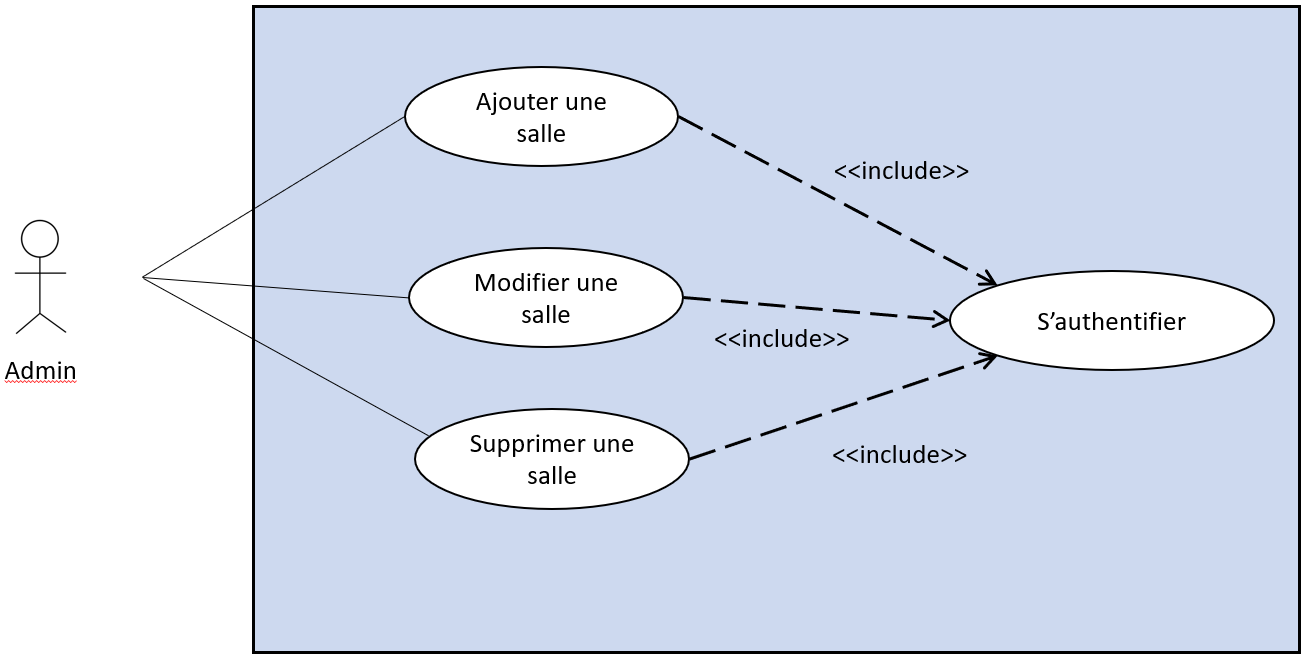 Ajouter une
salle
<<include>>
Modifier une
salle
S’authentifier
<<include>>
Admin
Supprimer une
salle
<<include>>